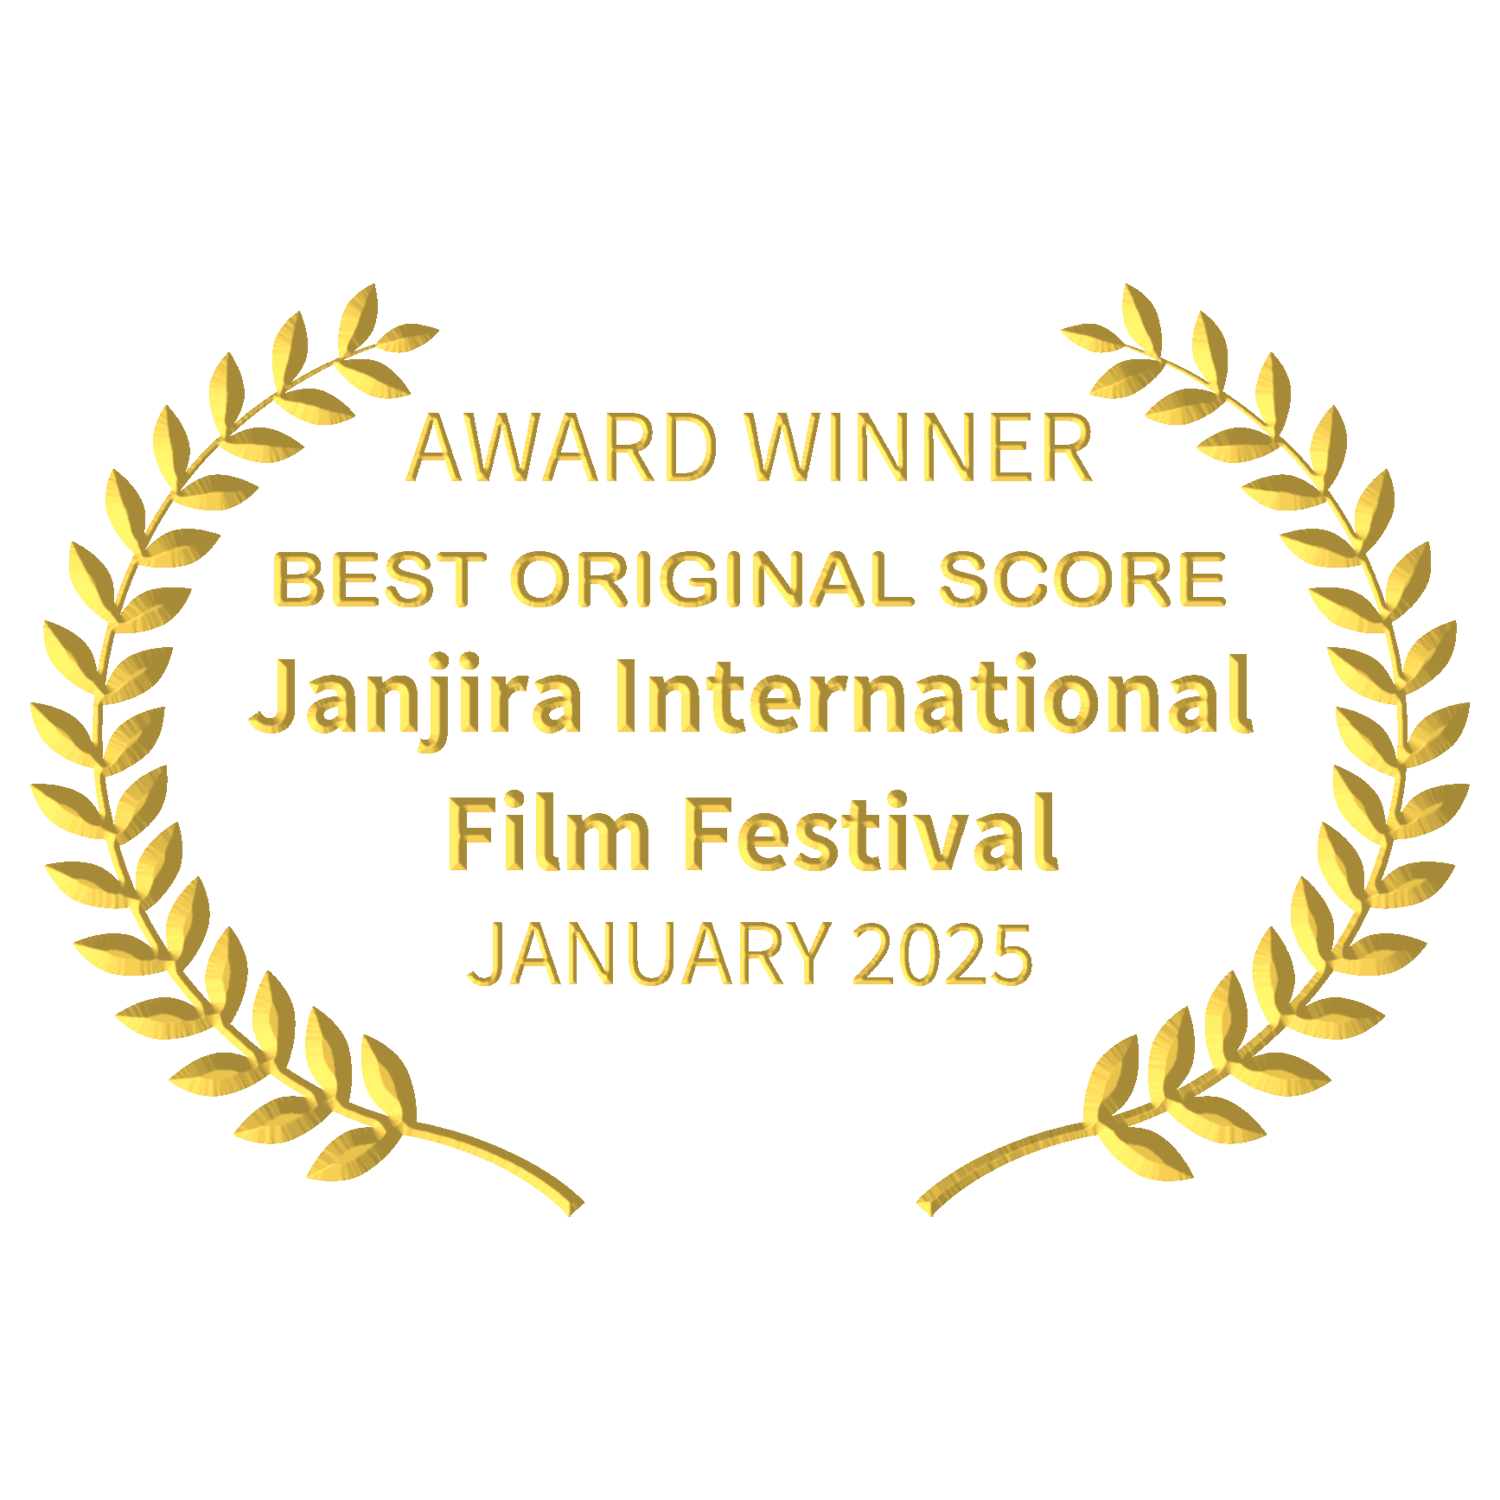 AWARD WINNER
BEST ORIGINAL SCORE
Janjira International
Film Festival
JANUARY 2025